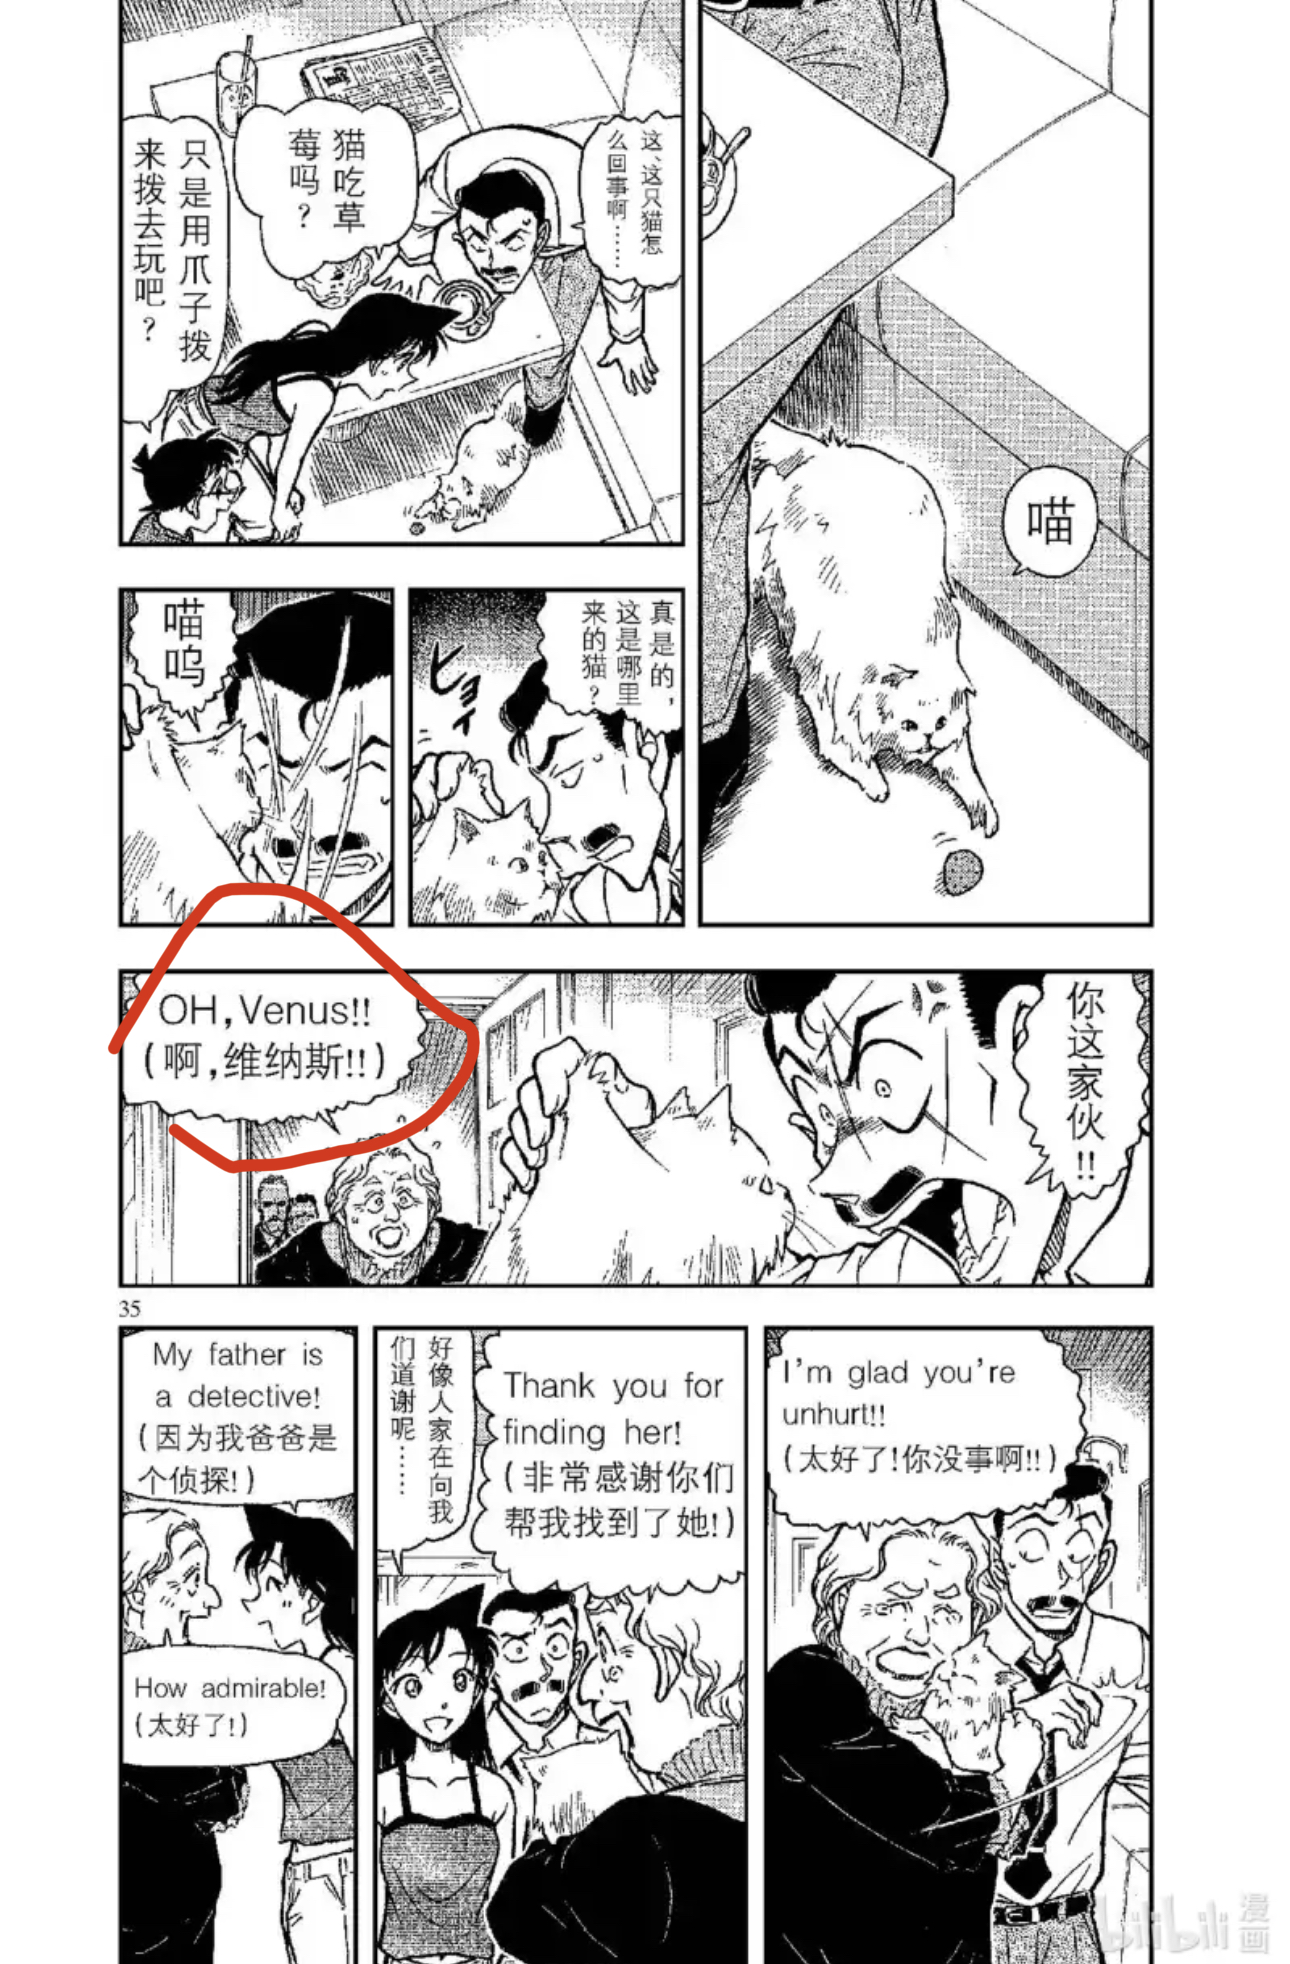 喵
这、这只猫怎
么回事啊……
猫吃草
莓吗？
只是用爪子拨
来拨去玩吧？
真是的，
这是哪里
来的猫？
ヒョイ
喵呜
你这家伙!!
OH,Venus!!
(啊,维纳斯!!)
35
I'm glad you're
unhurt!!
(太好了!你没事啊!!)
Thank you for
finding her!
(非常感谢你们
帮我找到了她!)
好像人家在向我
们道谢呢……
My father is
a detective!
(因为我爸爸是
个侦探!)
How admirable!
(太好了!)
bilibili
漫画